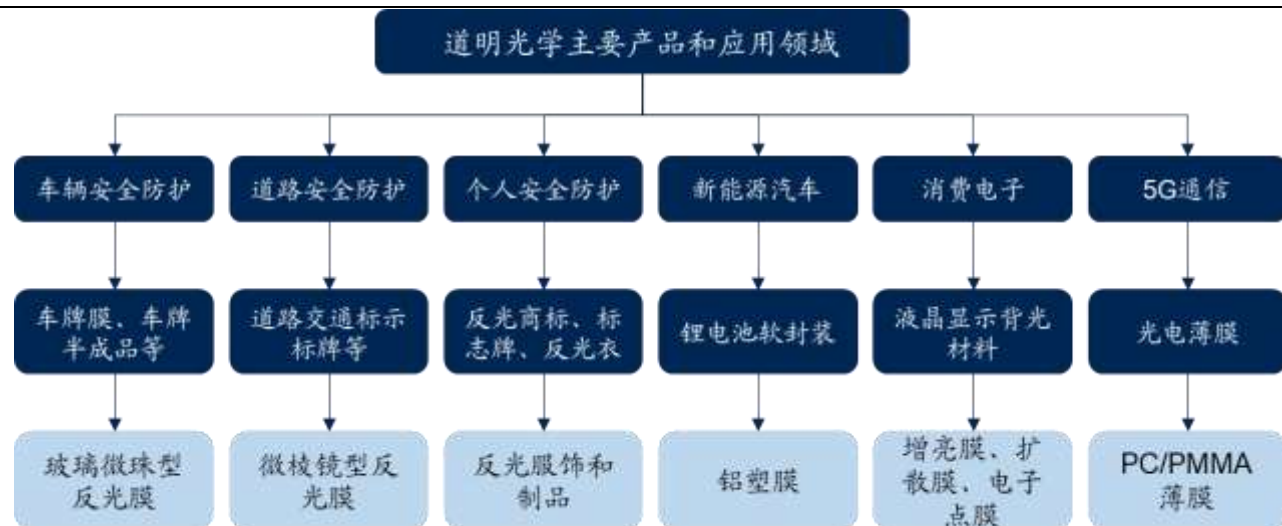 道明光学主要产品和应用领域
车辆安全防护
道路安全防护
个人安全防护
新能源汽车
消费电子
5G通信
车牌膜、车牌
半成品等
道路交通标示
标牌等
反光商标、标
志牌、反光衣
锂电池软封装
液晶显示背光
材料
光电薄膜
玻璃微珠型
反光膜
微棱镜型反
光膜
反光服饰和
制品
铝塑膜
增亮膜、扩
散膜、电子
点膜
PC/PMMA
薄膜